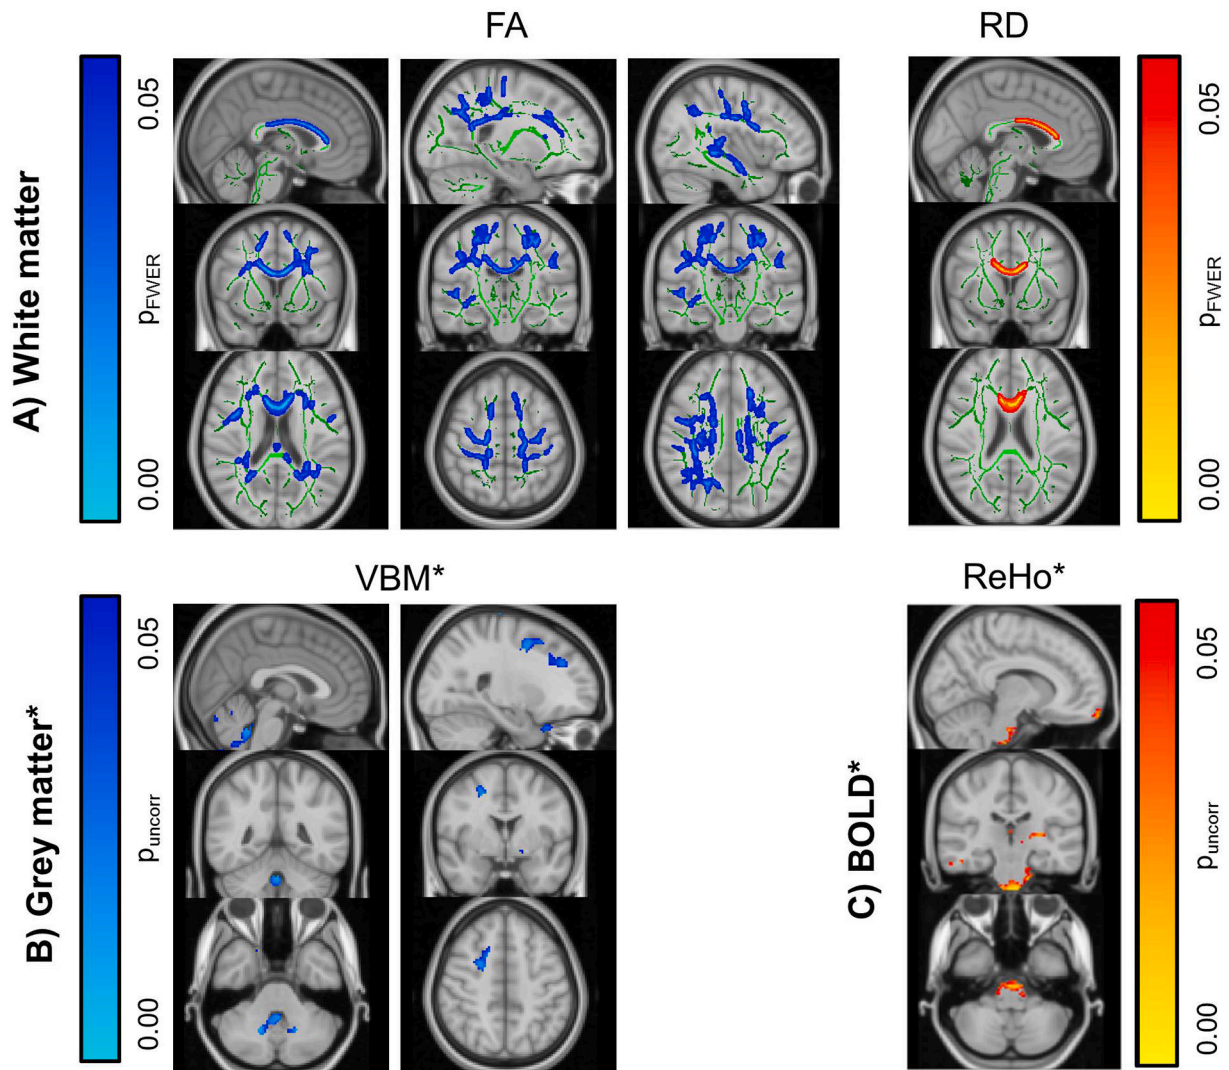 FA
RD
A) White matter
0.05
pFWER
0.00
0.05
pFWER
0.00
VBM*
ReHo*
B) Grey matter*
0.05
puncorr
0.00
C) BOLD*
0.05
puncorr
0.00